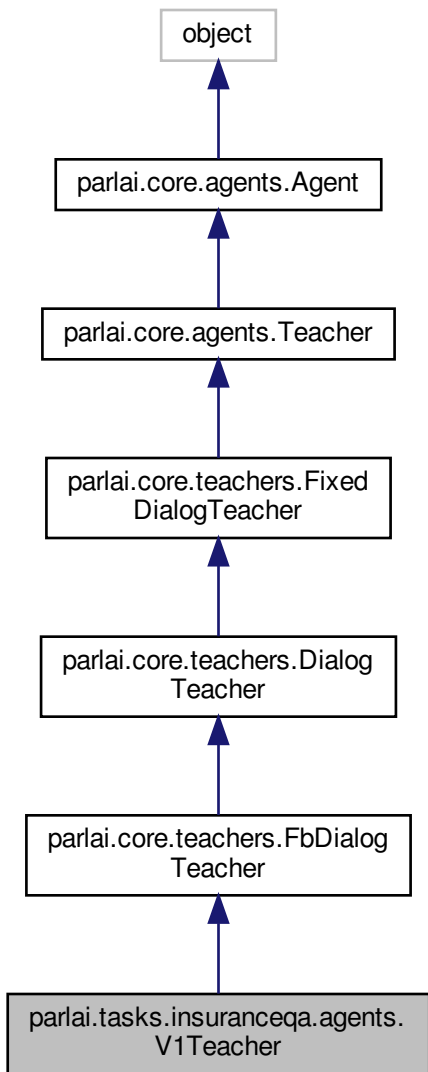 object
parlai.core.agents.Agent
parlai.core.agents.Teacher
parlai.core.teachers.Fixed
DialogTeacher
parlai.core.teachers.Dialog
Teacher
parlai.core.teachers.FbDialog
Teacher
parlai.tasks.insuranceqa.agents.
V1Teacher